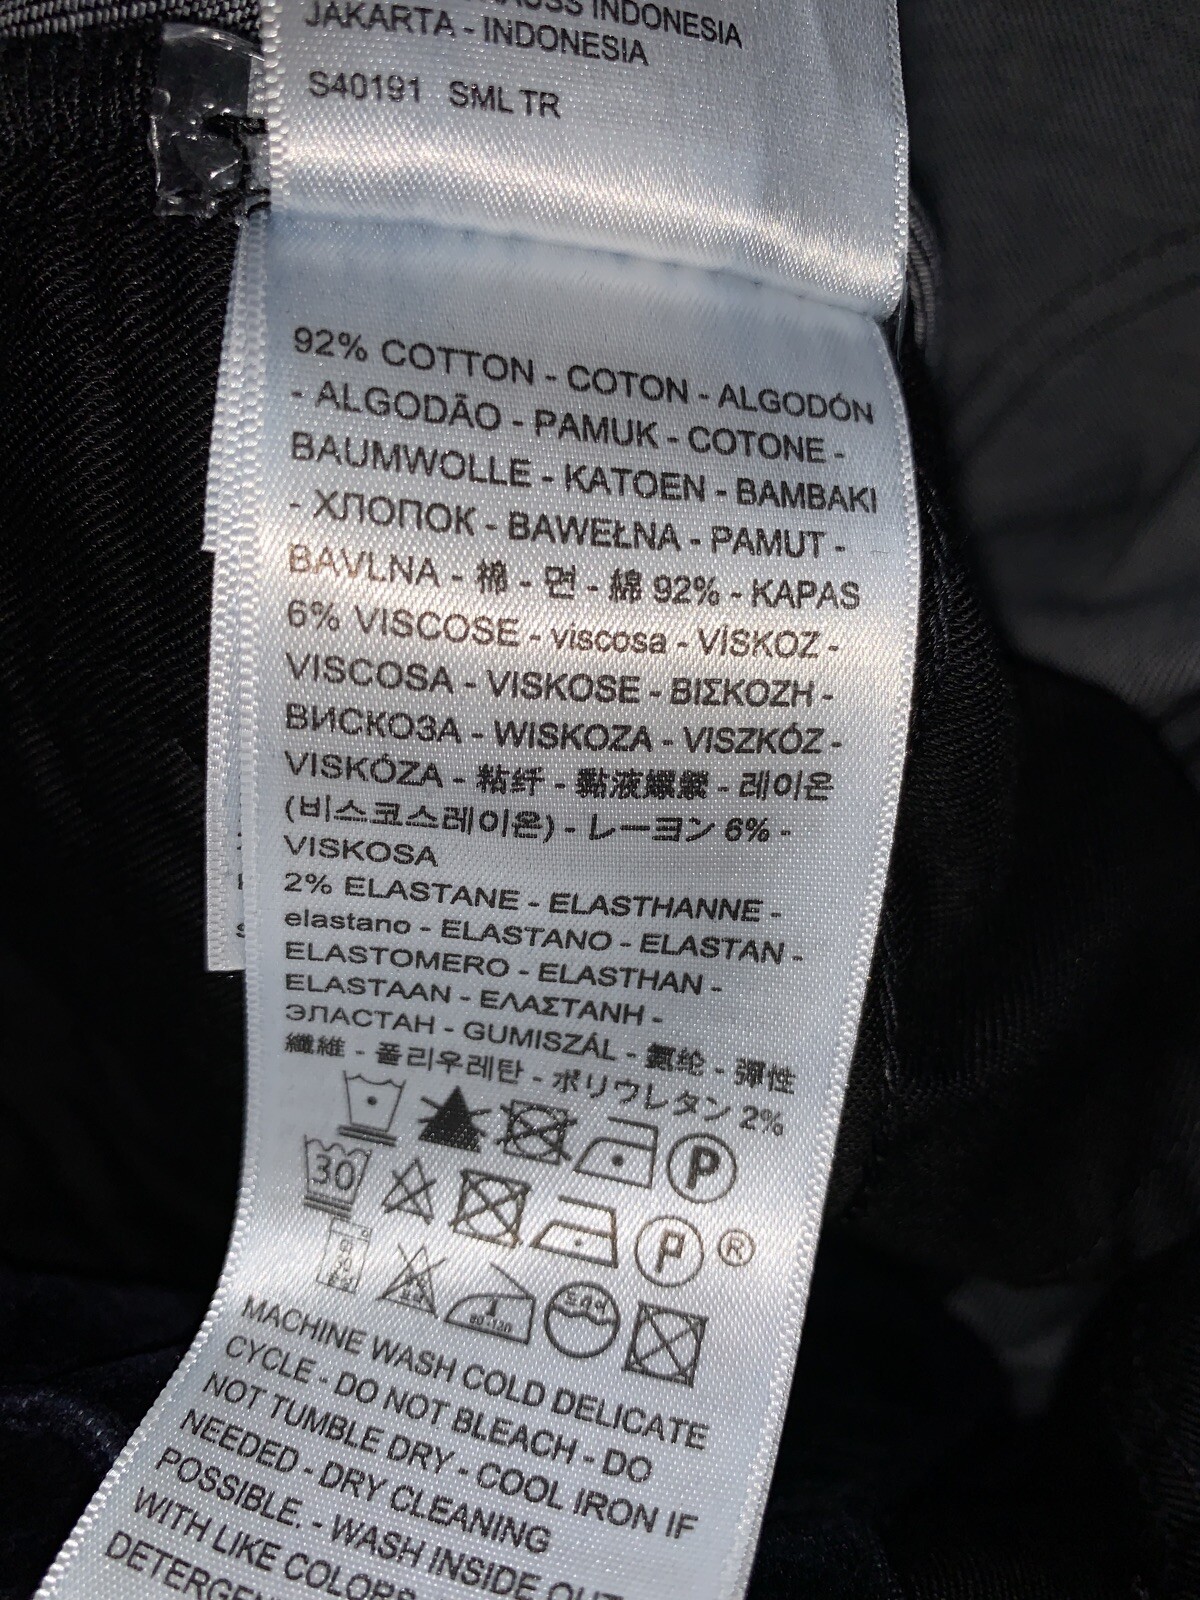 INDONESIA
JAKARTA - INDONESIA
S40191 SML TR
92% COTTON - COTON - ALGODÓN
- ALGODÃO - PAMUK - COTONE -
BAUMWOLLE - KATOEN - BAMBAKI
- ХЛОПОК - BAWEŁNA - PAMUT -
BAVLNA - 棉 - 면 - 綿 92% - KAPAS
6% VISCOSE - viscosa - VİSKOZ -
VISCOSA - VISKOSE - ΒΙΣΚΟΖΗ -
ВИСКОЗА - WISKOZA - VISZKÓZ -
VISKÓZA - 粘纤 - 黏液嫘縈 - 레이온
(비스코스레이온) - レーヨン 6% -
VISKOSA
2% ELASTANE - ELASTHANNE -
elastano - ELASTANO - ELASTAN -
ELASTOMERO - ELASTHAN -
ELASTAAN - ΕΛΑΣΤΑΝΗ -
ЭЛАСТАН - GUMISZÁL - 氨纶 - 彈性
纖維 - 폴리우레탄 - ポリウレタン 2%
P
30 P ®
MACHINE WASH COLD DELICATE
CYCLE - DO NOT BLEACH - DO
NOT TUMBLE DRY - COOL IRON IF
NEEDED - DRY CLEANING
POSSIBLE. - WASH INSIDE OUT
WITH LIKE COLORS